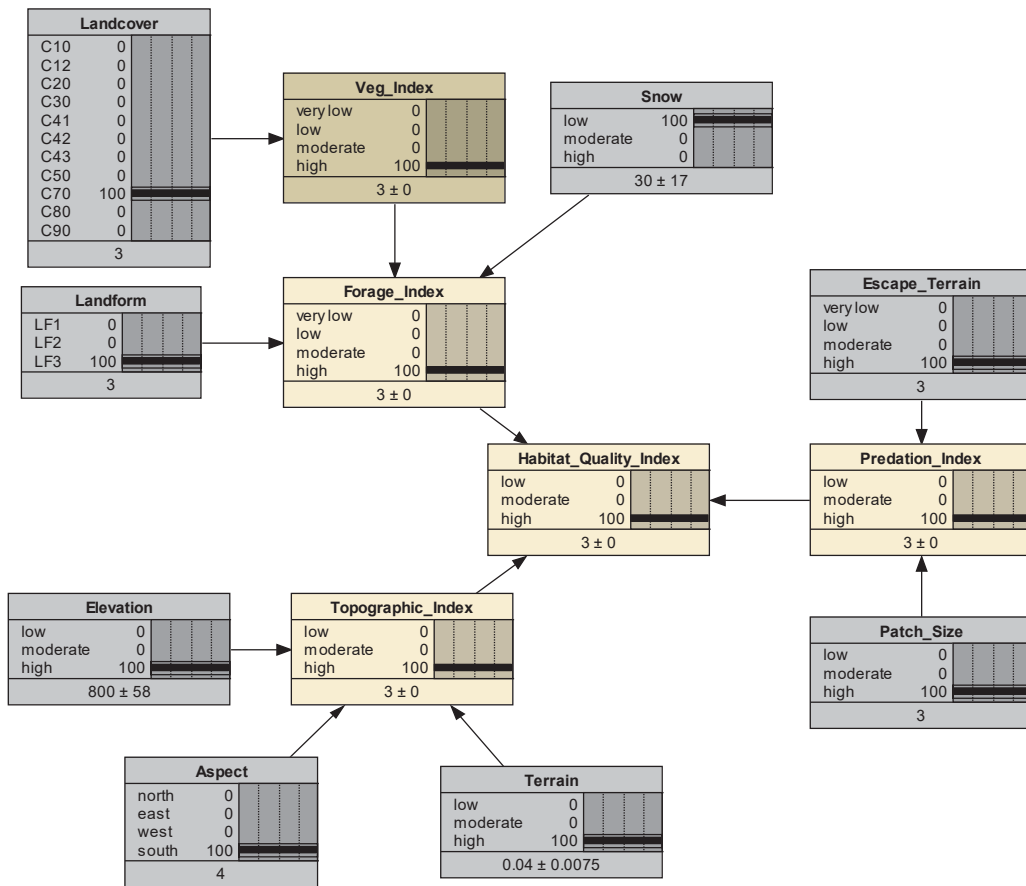 Landcover
C10 0
C12 0
C20 0
C30 0
C41 0
C42 0
C43 0
C50 0
C70 100
C80 0
C90 0
3
Veg_Index
very low 0
low 0
moderate 0
high 100
3 ± 0
Snow
low 100
moderate 0
high 0
30 ± 17
Landform
LF1 0
LF2 0
LF3 100
3
Forage_Index
very low 0
low 0
moderate 0
high 100
3 ± 0
Escape_Terrain
very low 0
low 0
moderate 0
high 100
3
Habitat_Quality_Index
low 0
moderate 0
high 100
3 ± 0
Predation_Index
low 0
moderate 0
high 100
3 ± 0
Elevation
low 0
moderate 0
high 100
800 ± 58
Topographic_Index
low 0
moderate 0
high 100
3 ± 0
Patch_Size
low 0
moderate 0
high 100
3
Aspect
north 0
east 0
west 0
south 100
4
Terrain
low 0
moderate 0
high 100
0.04 ± 0.0075